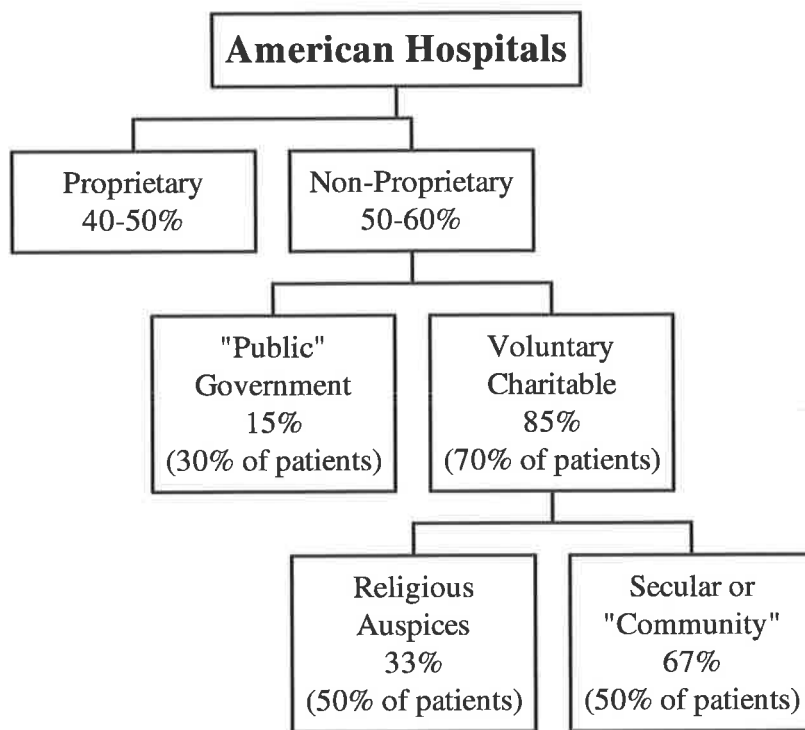 American Hospitals
Proprietary
40-50%
Non-Proprietary
50-60%
"Public"
Government
15%
(30% of patients)
Voluntary
Charitable
85%
(70% of patients)
Religious
Auspices
33%
(50% of patients)
Secular or
"Community"
67%
(50% of patients)